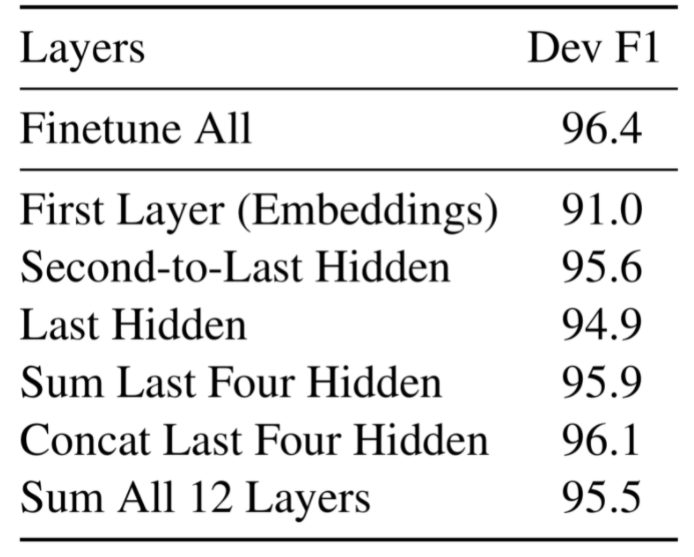 Layers Dev F1
Finetune All 96.4
First Layer (Embeddings) 91.0
Second-to-Last Hidden 95.6
Last Hidden 94.9
Sum Last Four Hidden 95.9
Concat Last Four Hidden 96.1
Sum All 12 Layers 95.5